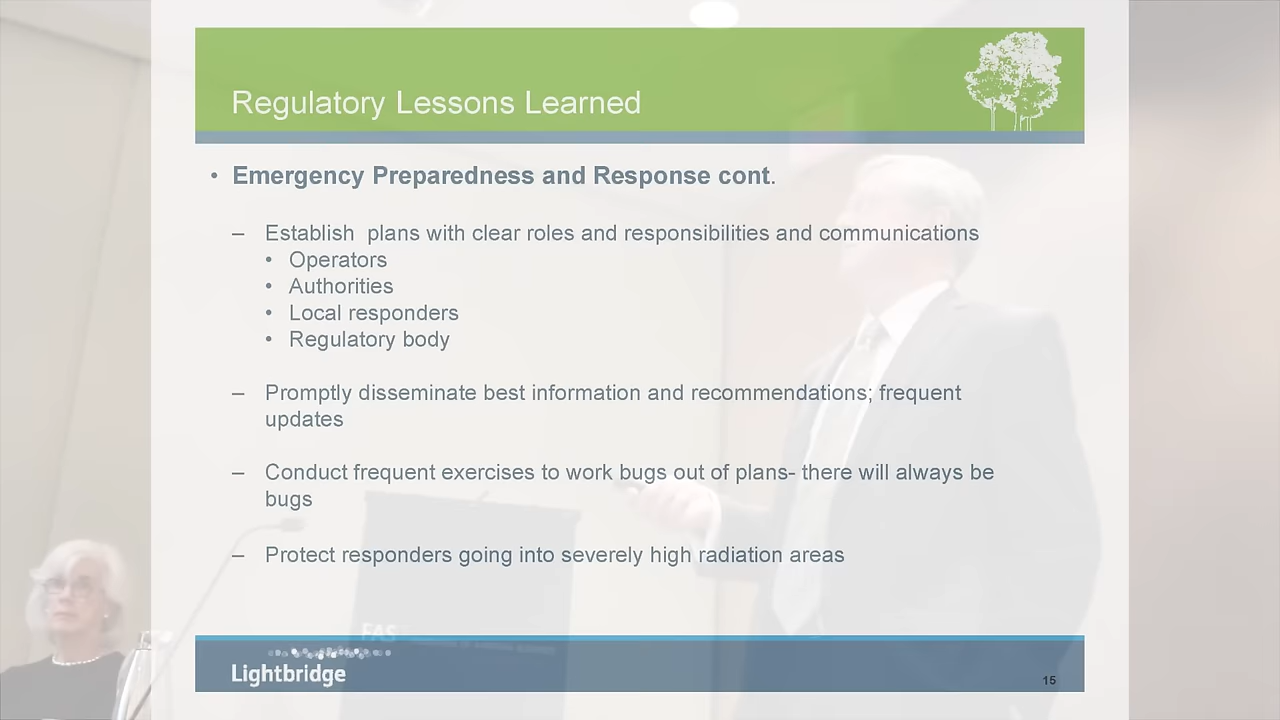 Regulatory Lessons Learned
• Emergency Preparedness and Response cont.
– Establish plans with clear roles and responsibilities and communications
• Operators
• Authorities
• Local responders
• Regulatory body
– Promptly disseminate best information and recommendations; frequent
updates
– Conduct frequent exercises to work bugs out of plans- there will always be
bugs
– Protect responders going into severely high radiation areas
FAS
Lightbridge
15